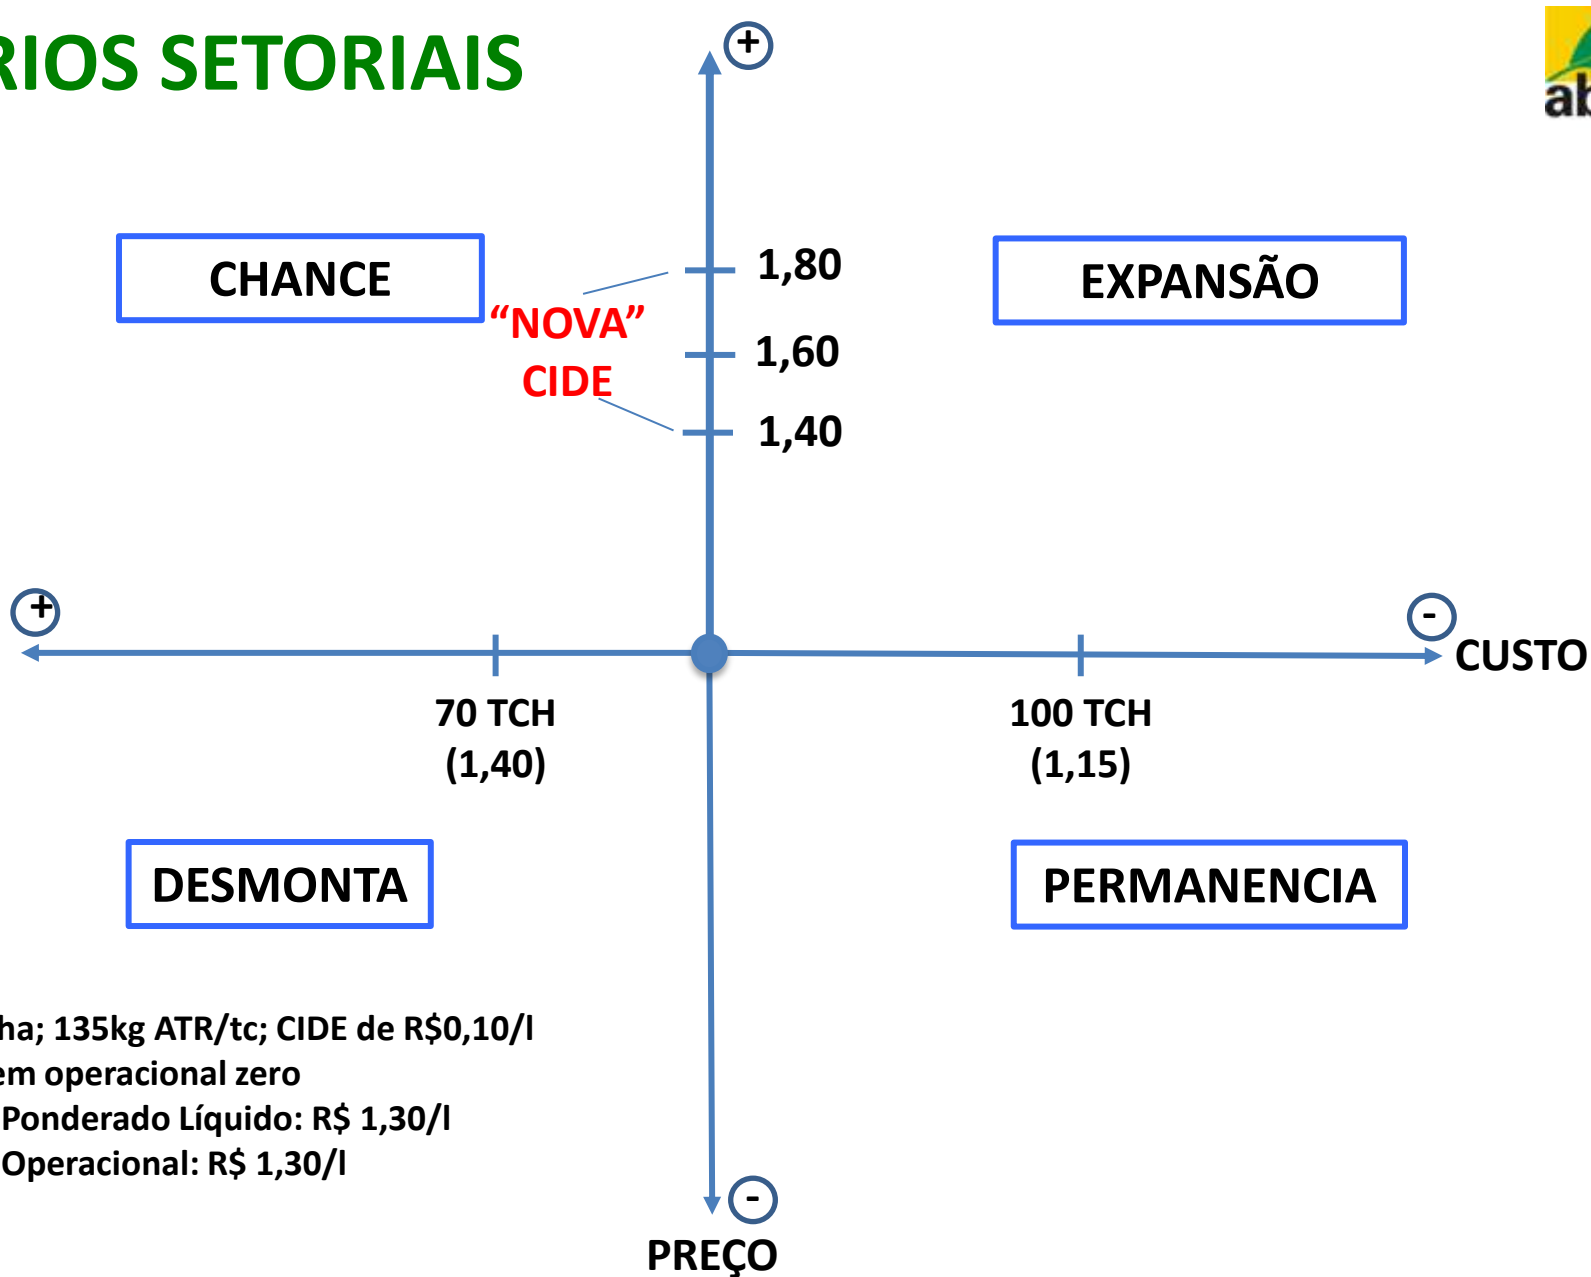 RIOS SETORIAIS
+
ab
CHANCE
1,80
EXPANSÃO
“NOVA”
CIDE
1,60
1,40
+
-
CUSTO
70 TCH
(1,40)
100 TCH
(1,15)
DESMONTA
PERMANENCIA
ha; 135kg ATR/tc; CIDE de R$0,10/l
em operacional zero
Ponderado Líquido: R$ 1,30/l
Operacional: R$ 1,30/l
-
PREÇO